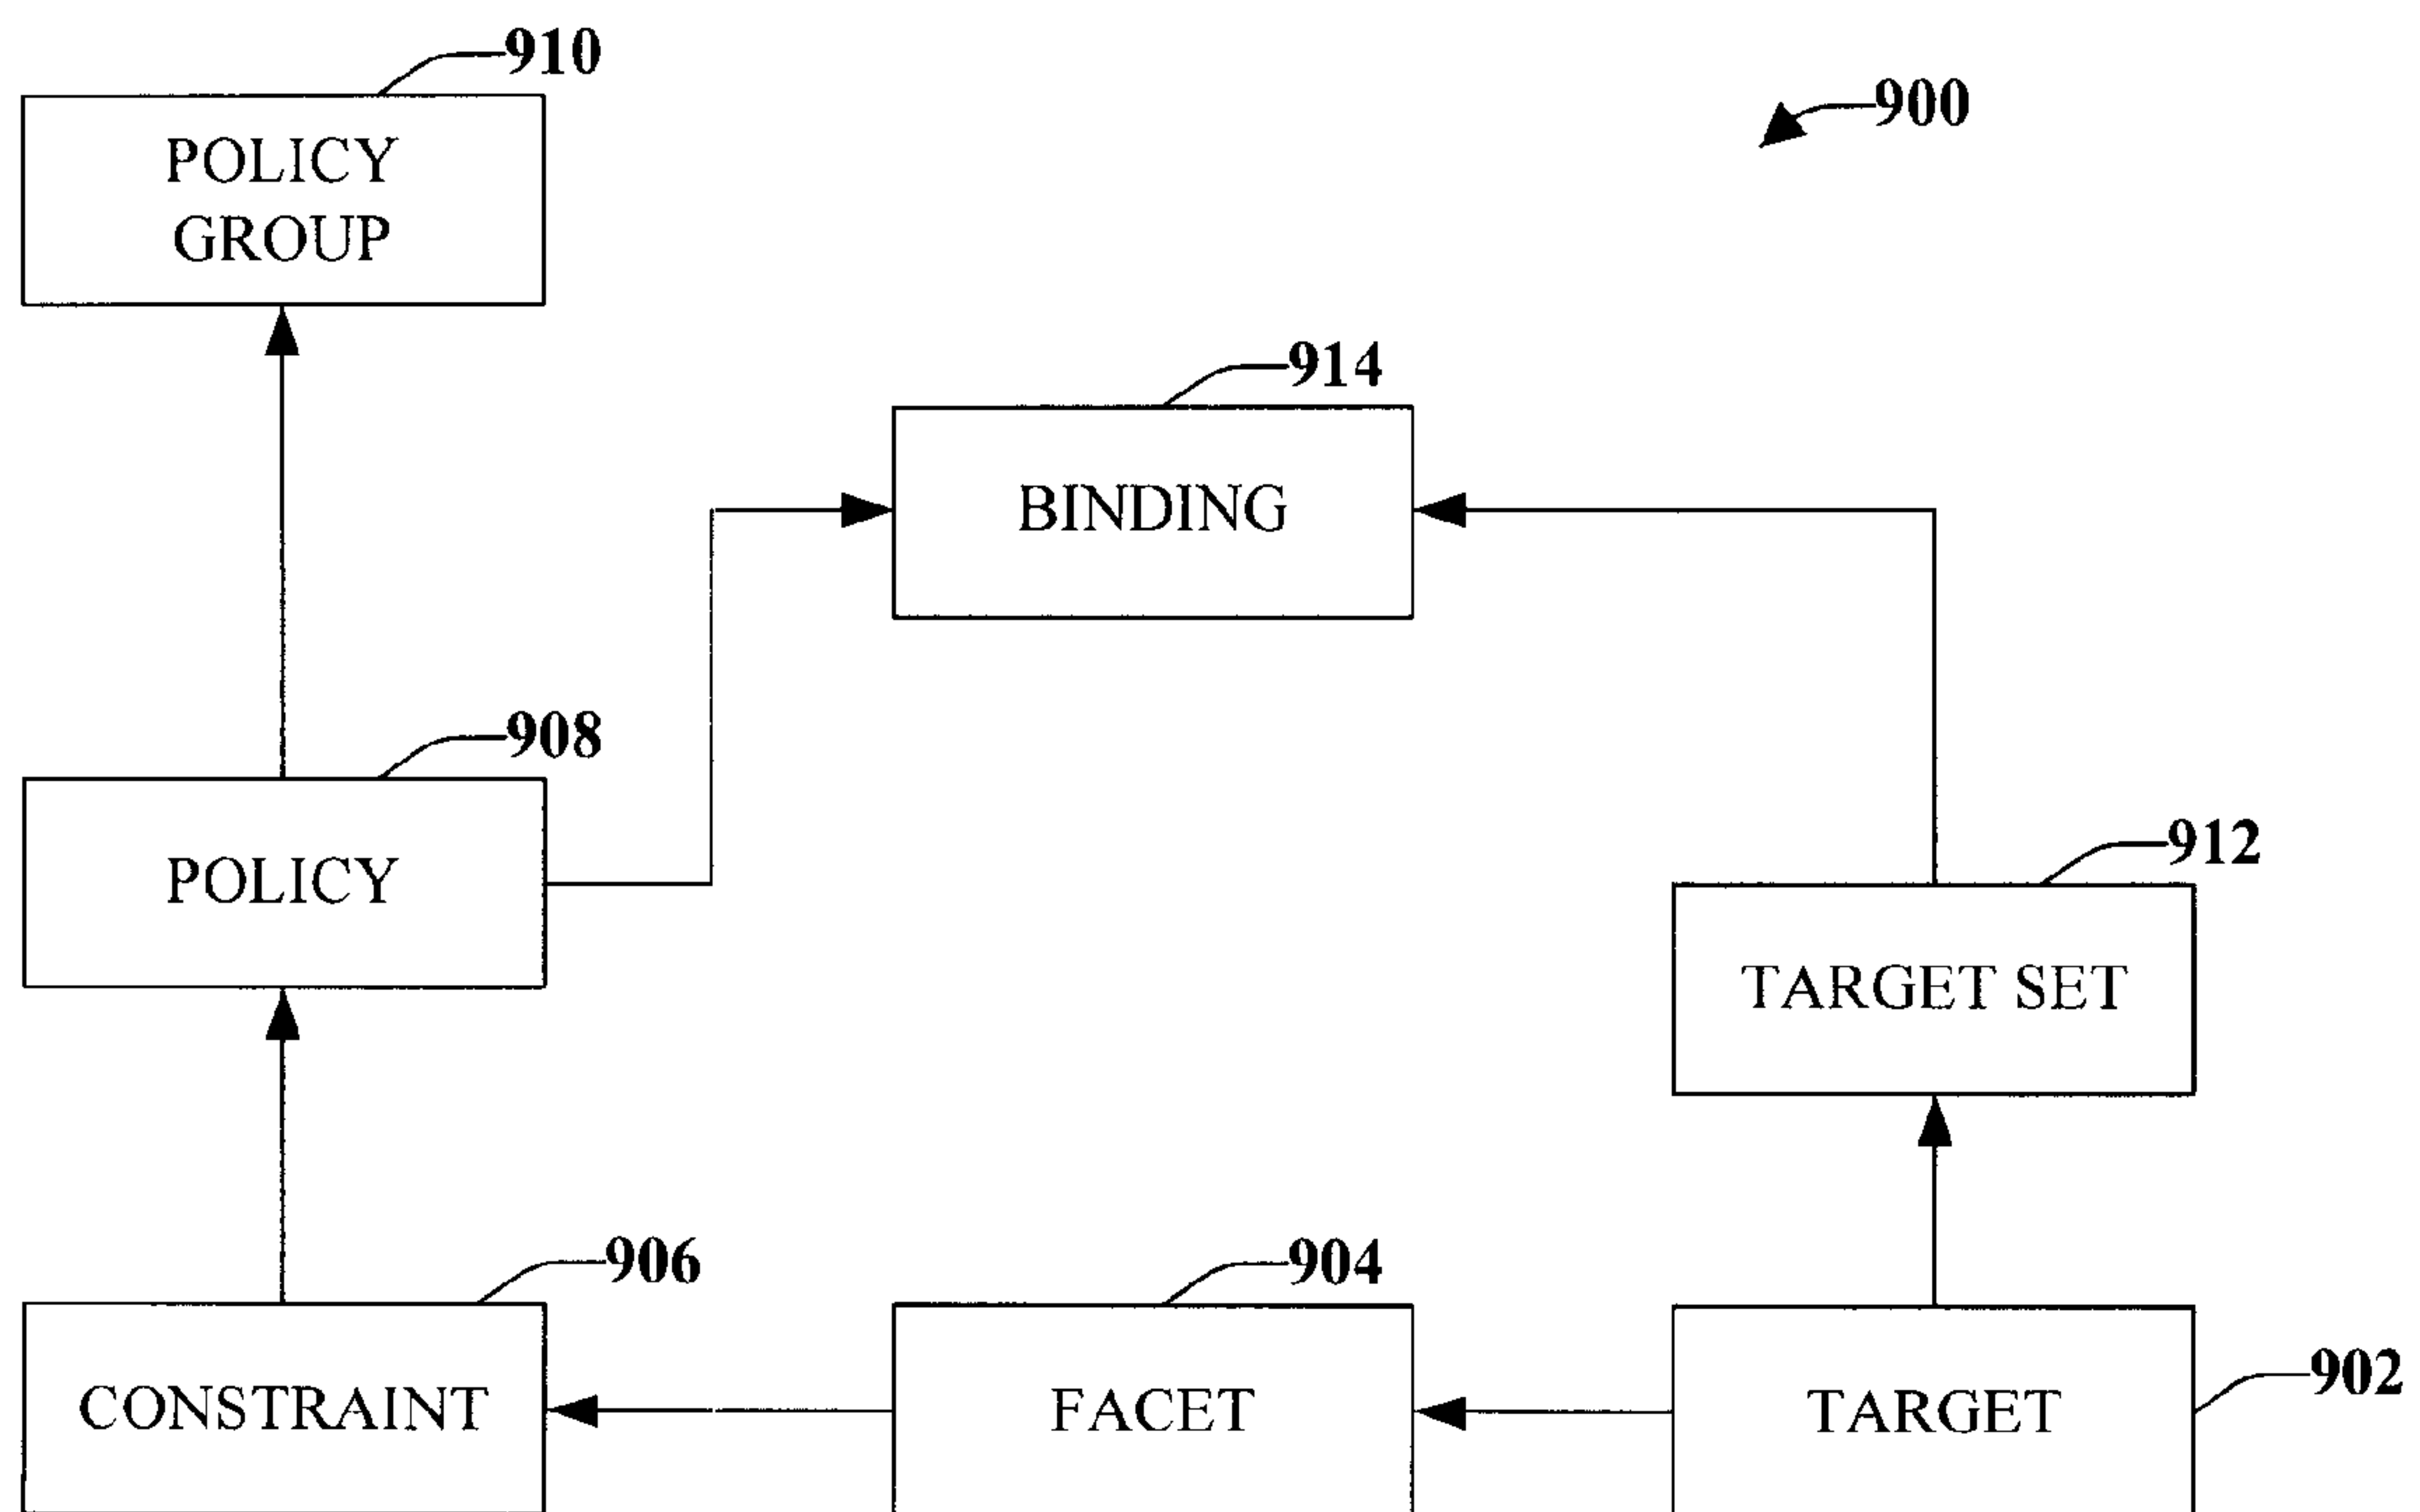 910
900
POLICY
GROUP
914
BINDING
908
POLICY
912
TARGET SET
906
904
CONSTRAINT
FACET
TARGET
902